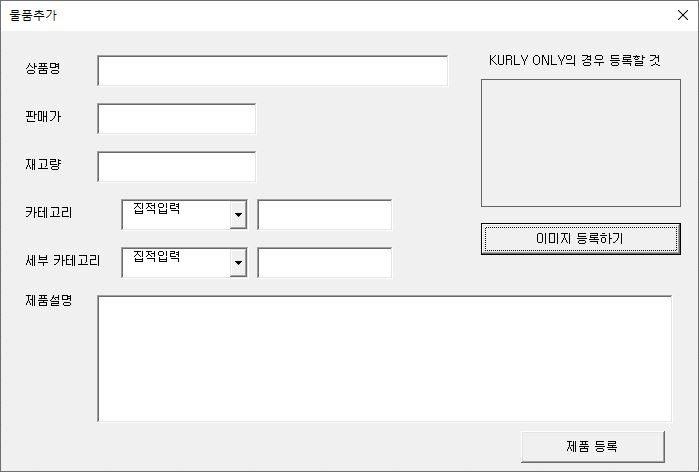 물품추가
상품명
KURLY ONLY의 경우 등록할 것
판매가
재고량
카테고리 집적입력
이미지 등록하기
세부 카테고리 집적입력
제품설명
제품 등록